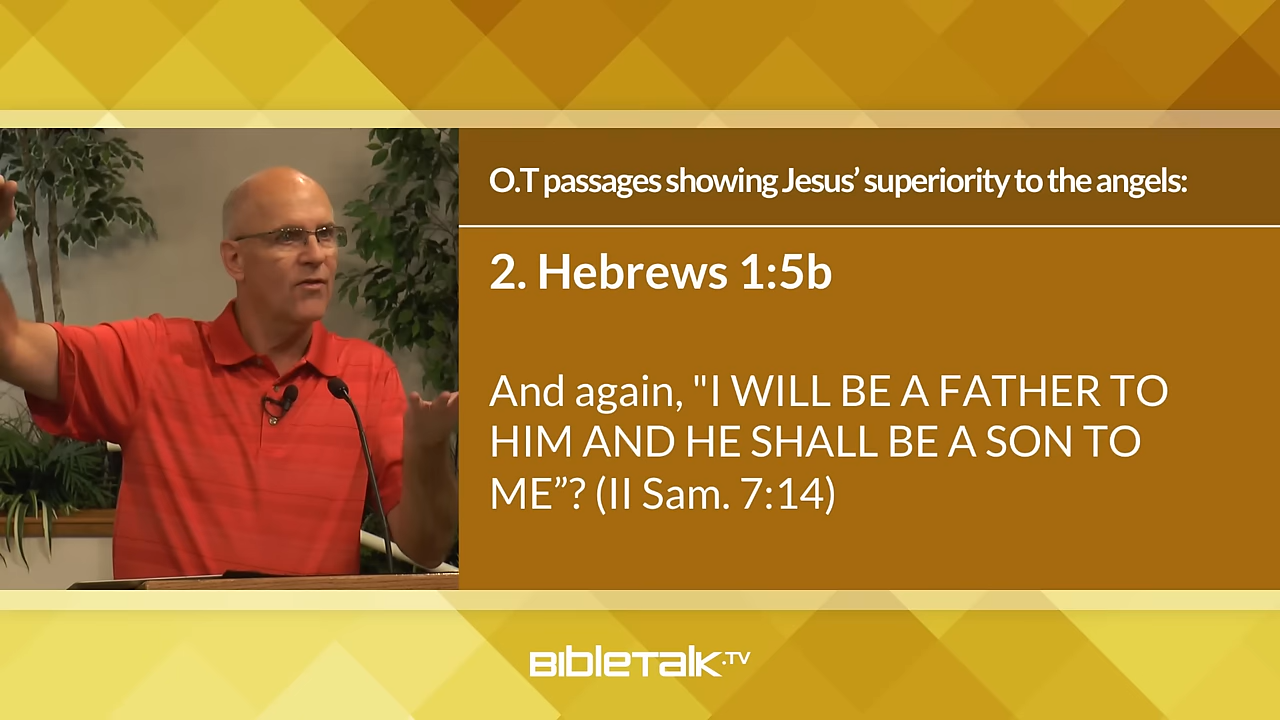 O.T passages showing Jesus’ superiority to the angels:
2. Hebrews 1:5b
And again, "I WILL BE A FATHER TO
HIM AND HE SHALL BE A SON TO
ME”? (II Sam. 7:14)
BIBLETALK.TV